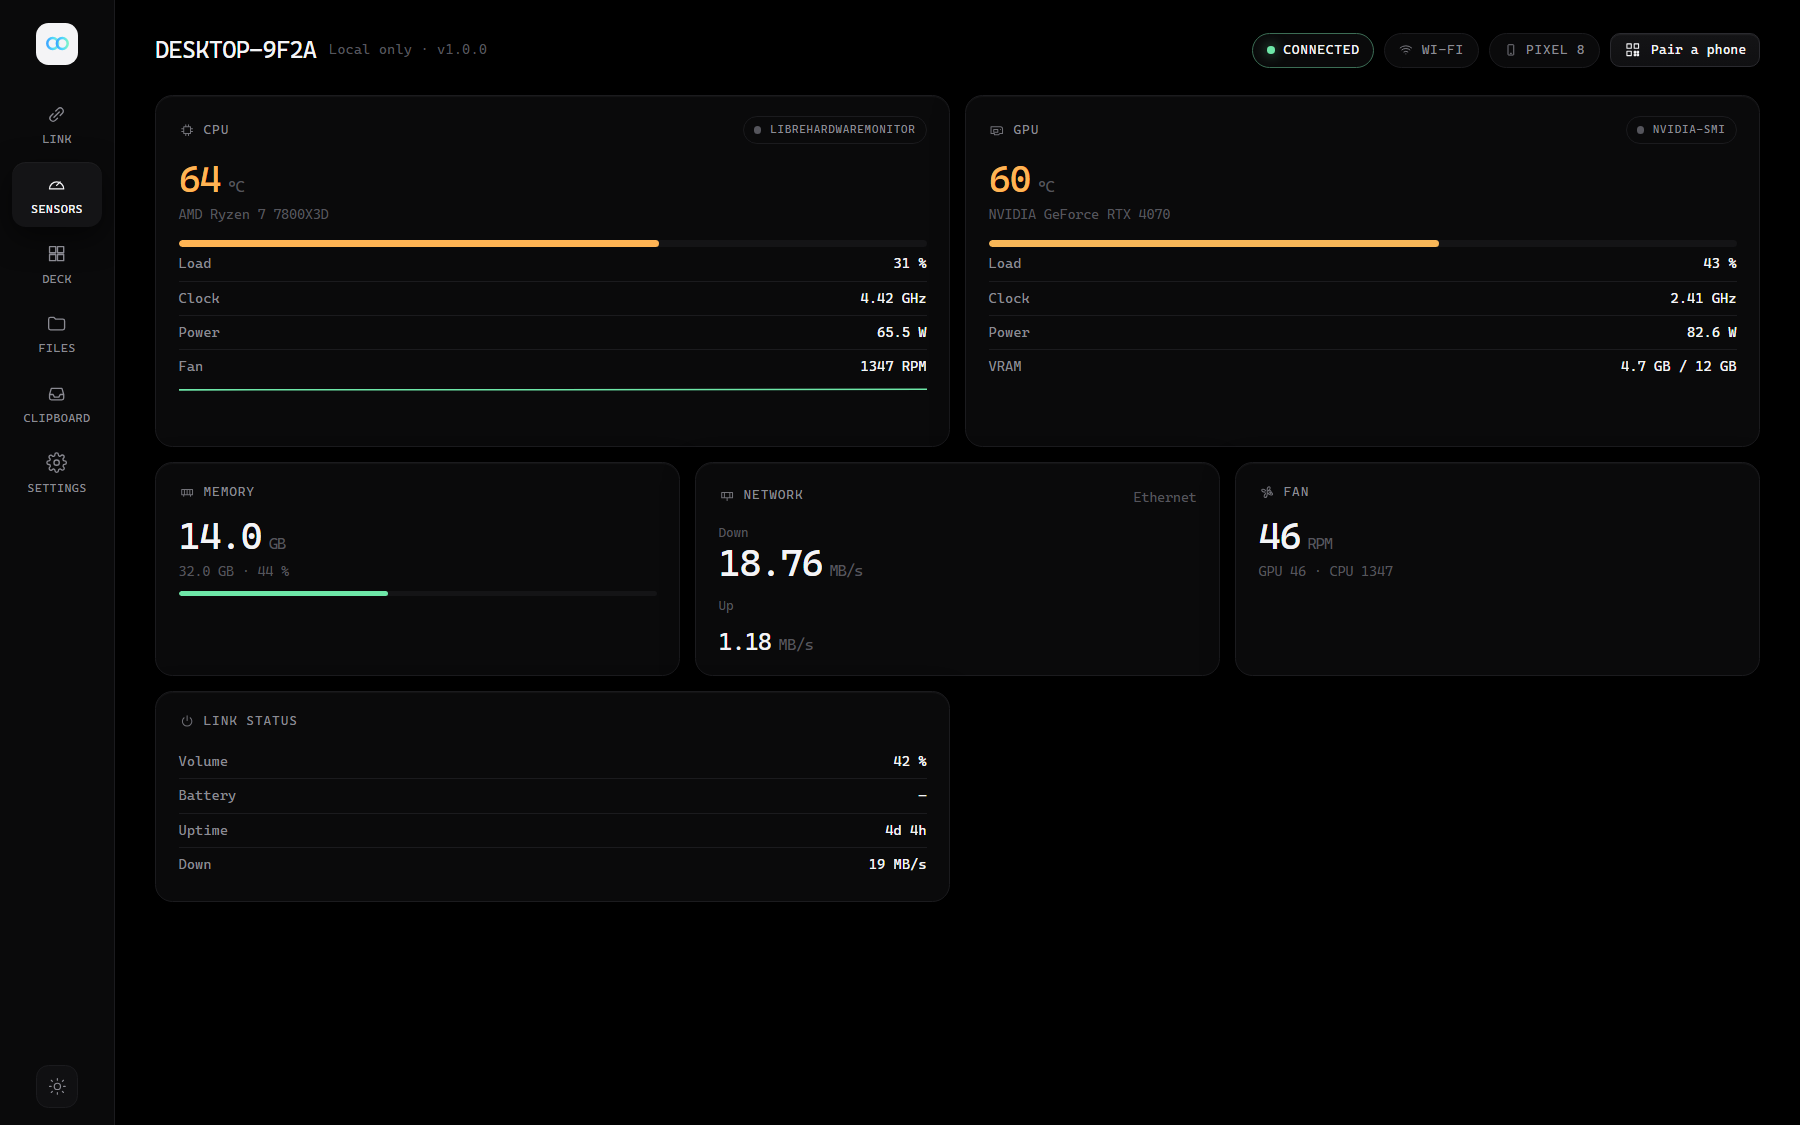 DESKTOP-9F2A Local only · v1.0.0
CONNECTED
WI-FI
PIXEL 8
Pair a phone
LINK
SENSORS
DECK
FILES
CLIPBOARD
SETTINGS
CPU
LIBREHARDWAREMONITOR
64 °C
AMD Ryzen 7 7800X3D
Load 31 %
Clock 4.42 GHz
Power 65.5 W
Fan 1347 RPM
GPU
NVIDIA-SMI
60 °C
NVIDIA GeForce RTX 4070
Load 43 %
Clock 2.41 GHz
Power 82.6 W
VRAM 4.7 GB / 12 GB
MEMORY
14.0 GB
32.0 GB · 44 %
NETWORK Ethernet
Down
18.76 MB/s
Up
1.18 MB/s
FAN
46 RPM
GPU 46 · CPU 1347
LINK STATUS
Volume 42 %
Battery –
Uptime 4d 4h
Down 19 MB/s